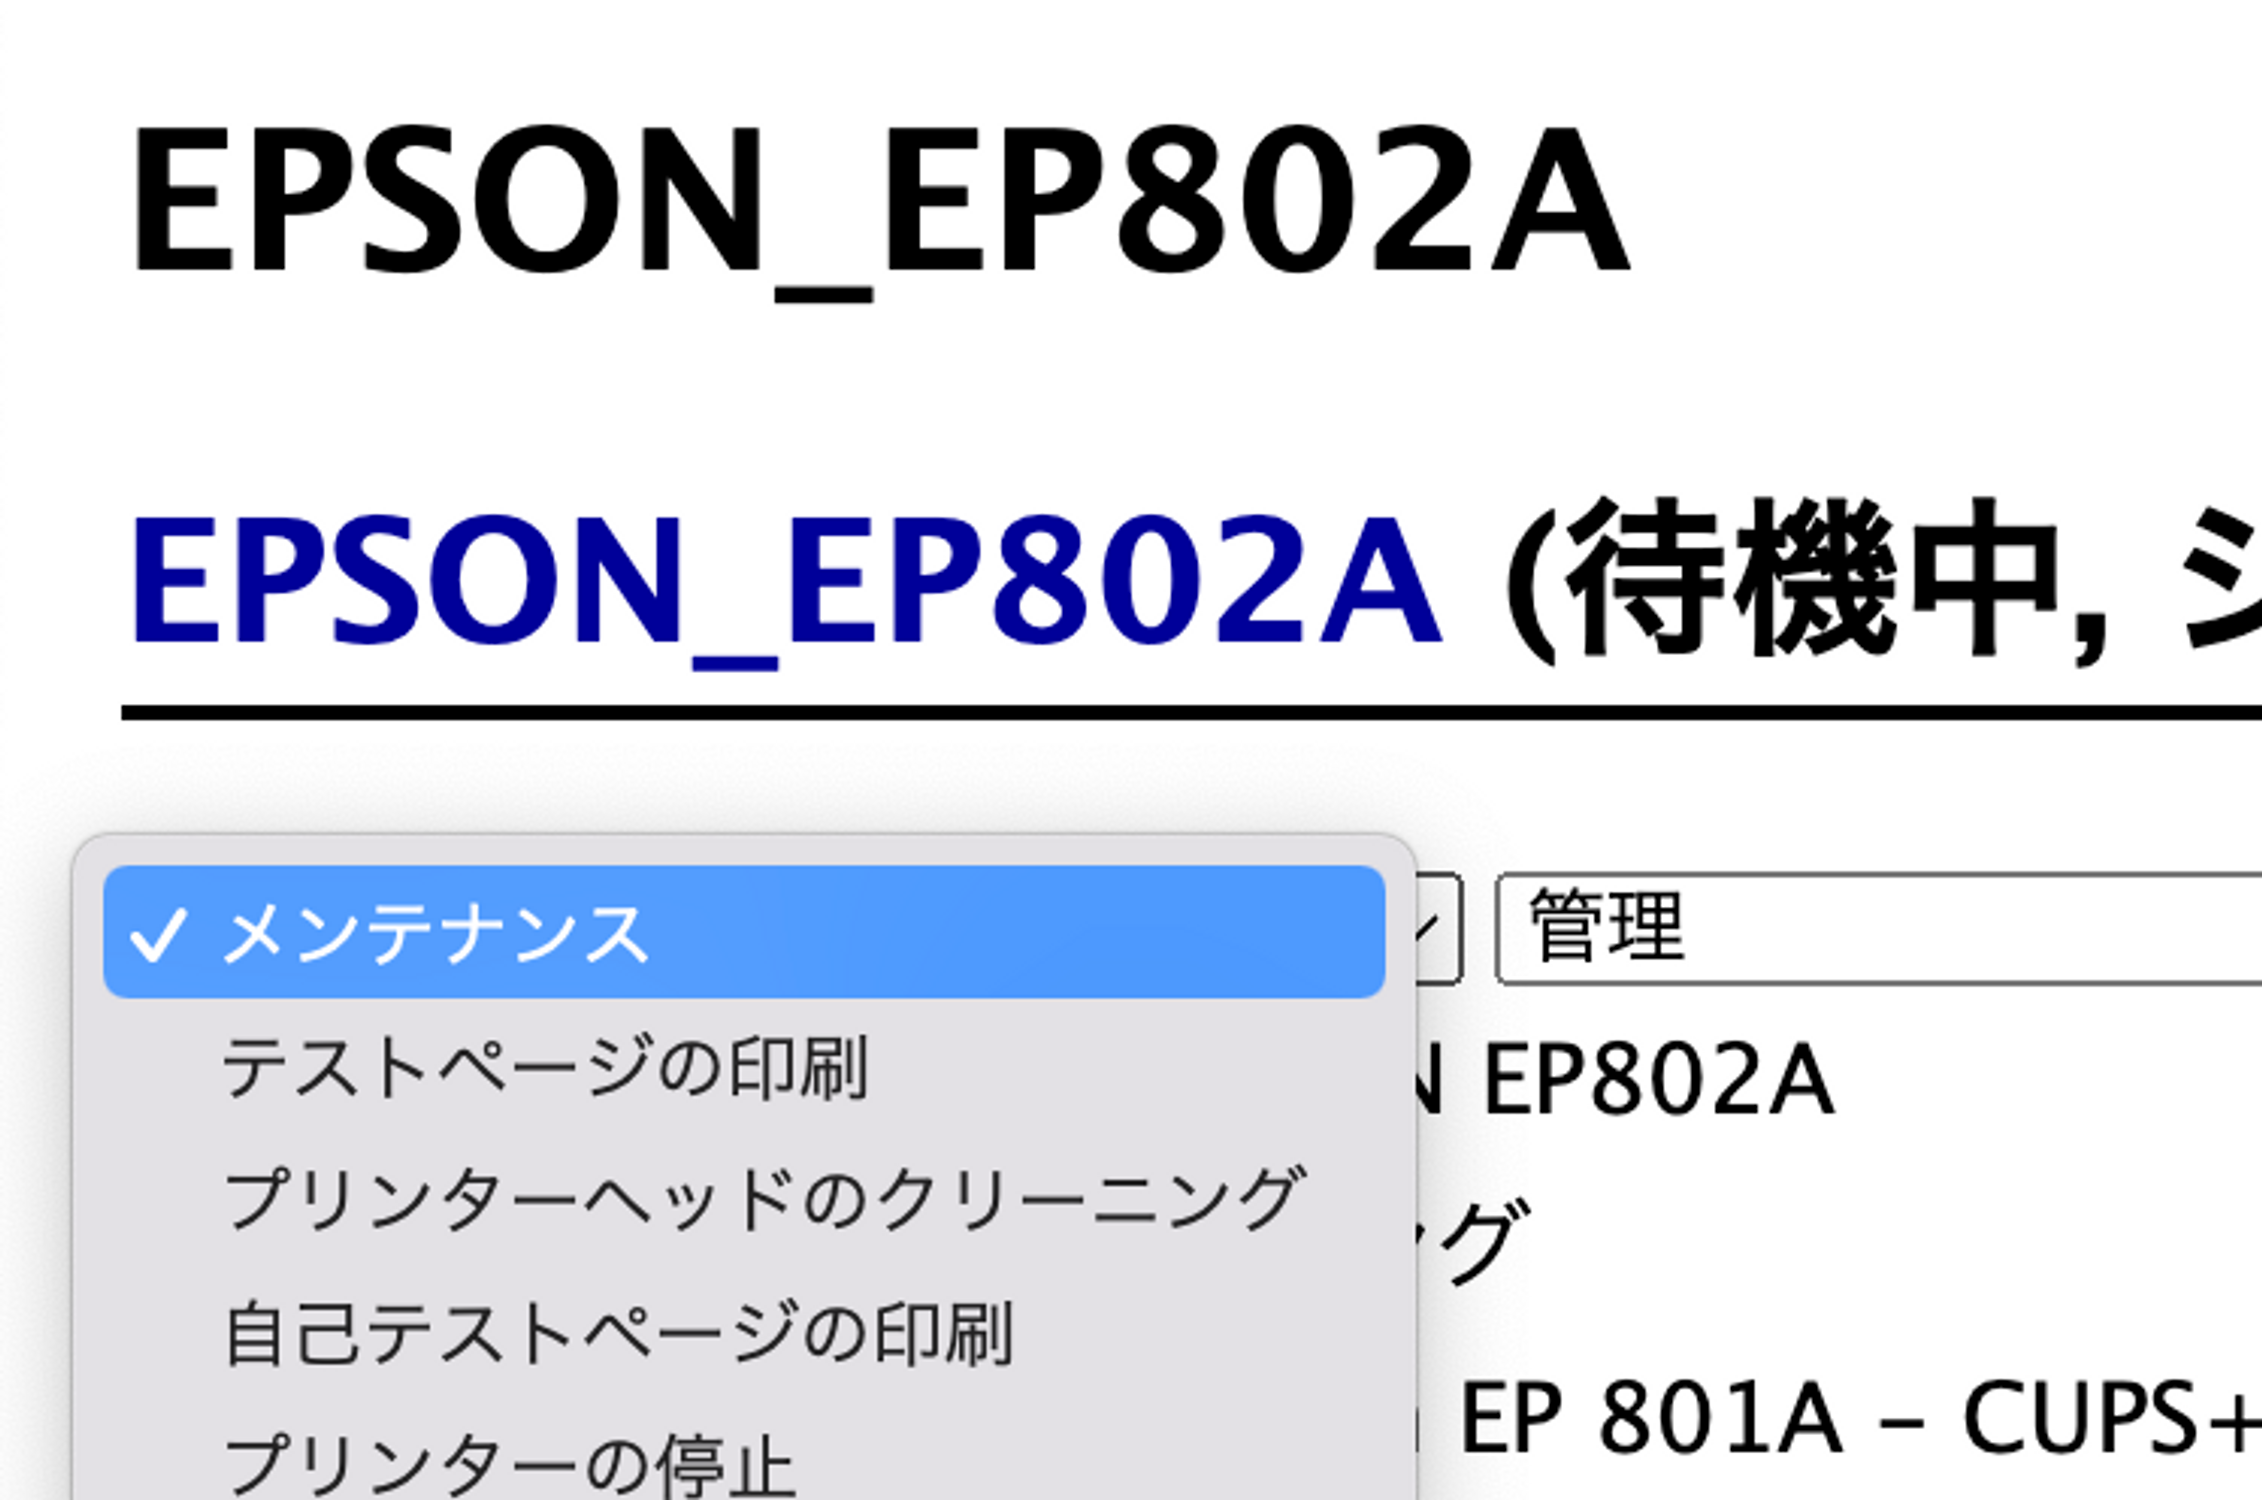 EPSON_EP802A
EPSON_EP802A (待機中,
✓ メンテナンス
管理
テストページの印刷
EP802A
プリンターヘッドのクリーニング
グ
自己テストページの印刷
EP 801A - CUPS+
プリンターの停止